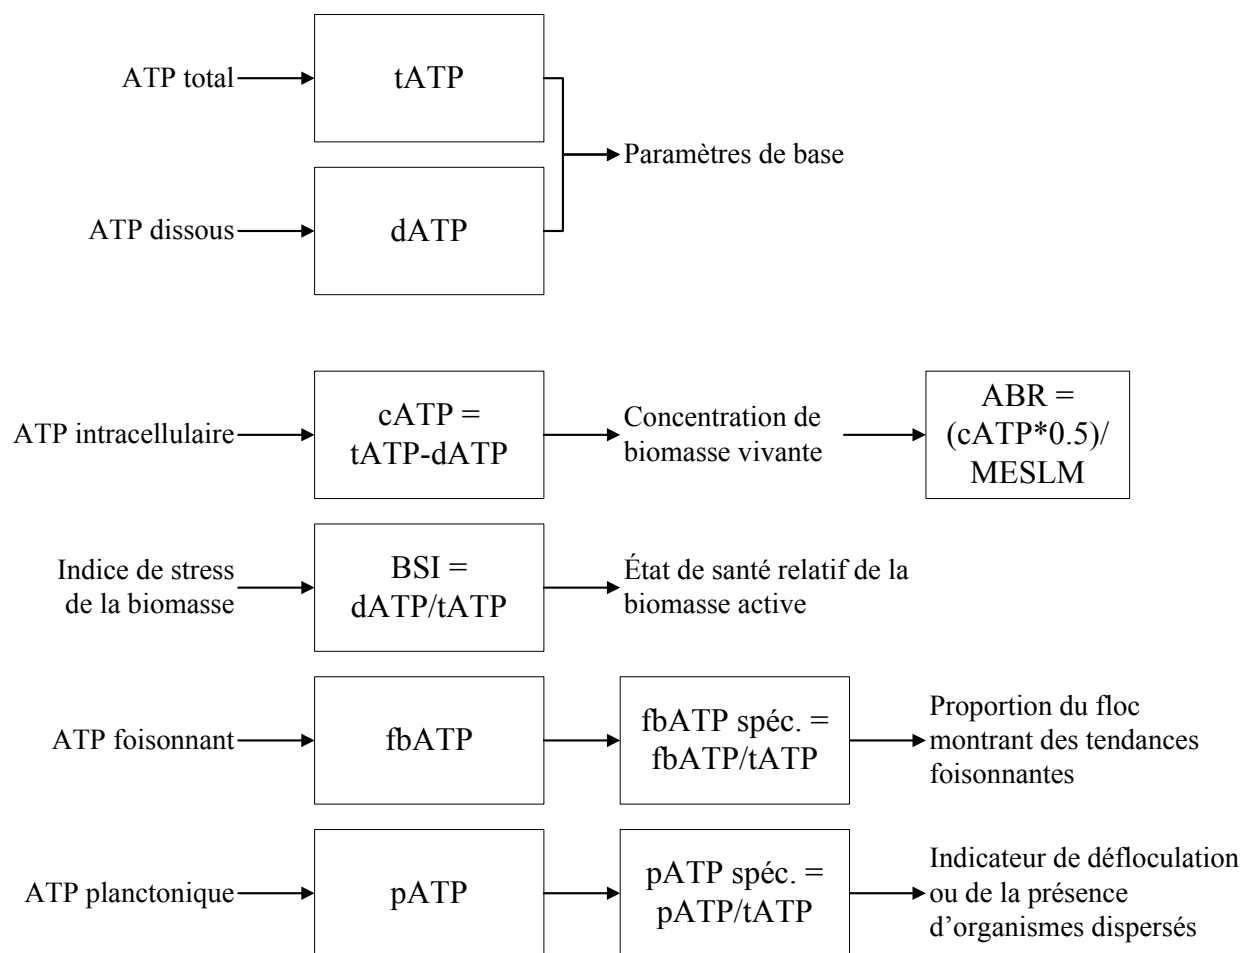 ATP total
tATP
Paramètres de base
ATP dissous
dATP
ATP intracellulaire
cATP =
tATP-dATP
Concentration de
biomasse vivante
ABR =
(cATP*0.5)/
MESLM
Indice de stress
de la biomasse
BSI =
dATP/tATP
État de santé relatif de la
biomasse active
ATP foisonnant
fbATP
fbATP spéc. =
fbATP/tATP
Proportion du floc
montrant des tendances
foisonnantes
ATP planctonique
pATP
pATP spéc. =
pATP/tATP
Indicateur de défloculation
ou de la présence
d’organismes dispersés